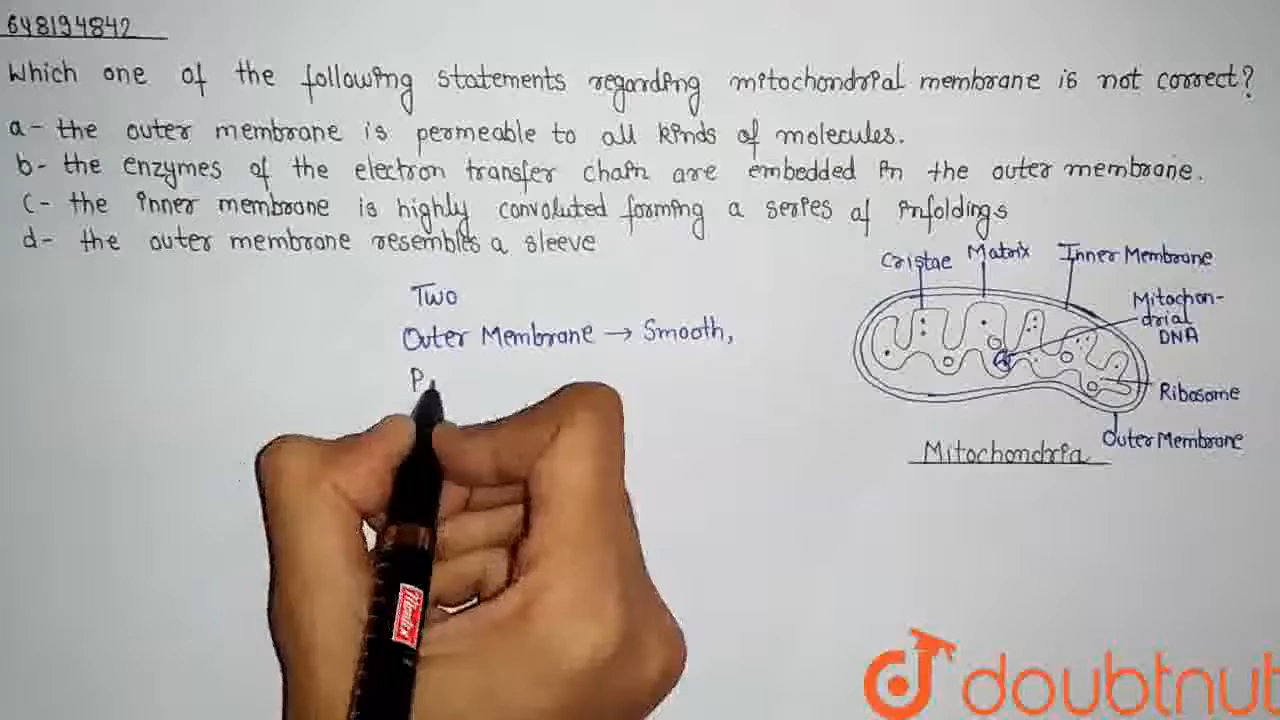 648194842
Which one of the following statements regarding mitochondrial membrane is not correct?
a- the outer membrane is permeable to all kinds of molecules.
b- the enzymes of the electron transfer chain are embedded in the outer membrane.
c- the inner membrane is highly convoluted forming a series of infoldings
d- the outer membrane resembles a sleeve
Two
Outer Membrane → Smooth,
P
Cristae
Matrix
Inner Membrane
Mitochon-
drial
DNA
Ribosome
Outer Membrane
Mitochondria
Montex
doubtnut